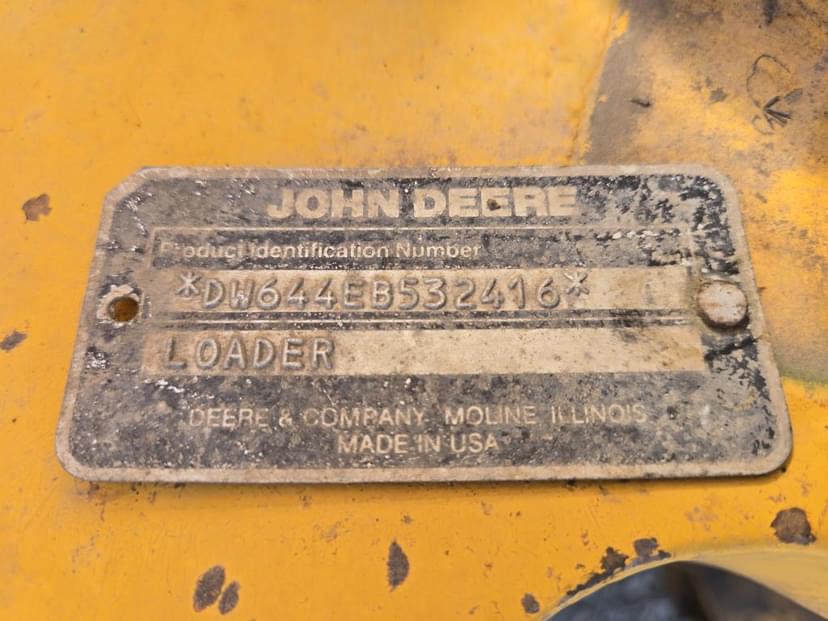 JOHN DEERE
Product Identification Number
*DW644EB532416*
LOADER
DEERE & COMPANY MOLINE ILLINOIS
MADE IN USA